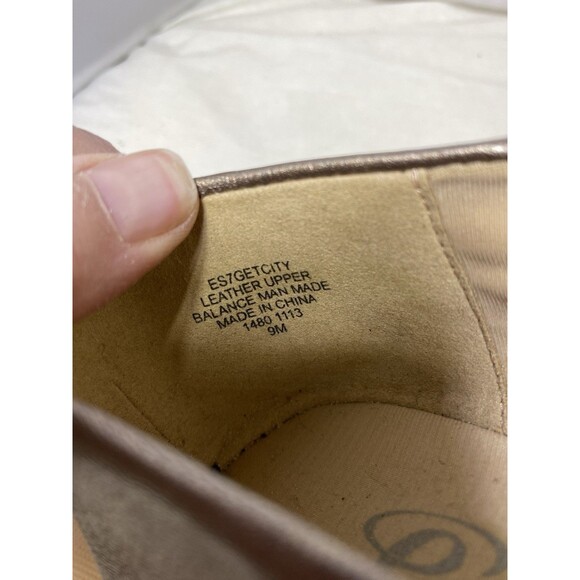 ES7GETCITY
LEATHER UPPER
BALANCE MAN MADE
MADE IN CHINA
1480 1113
9M